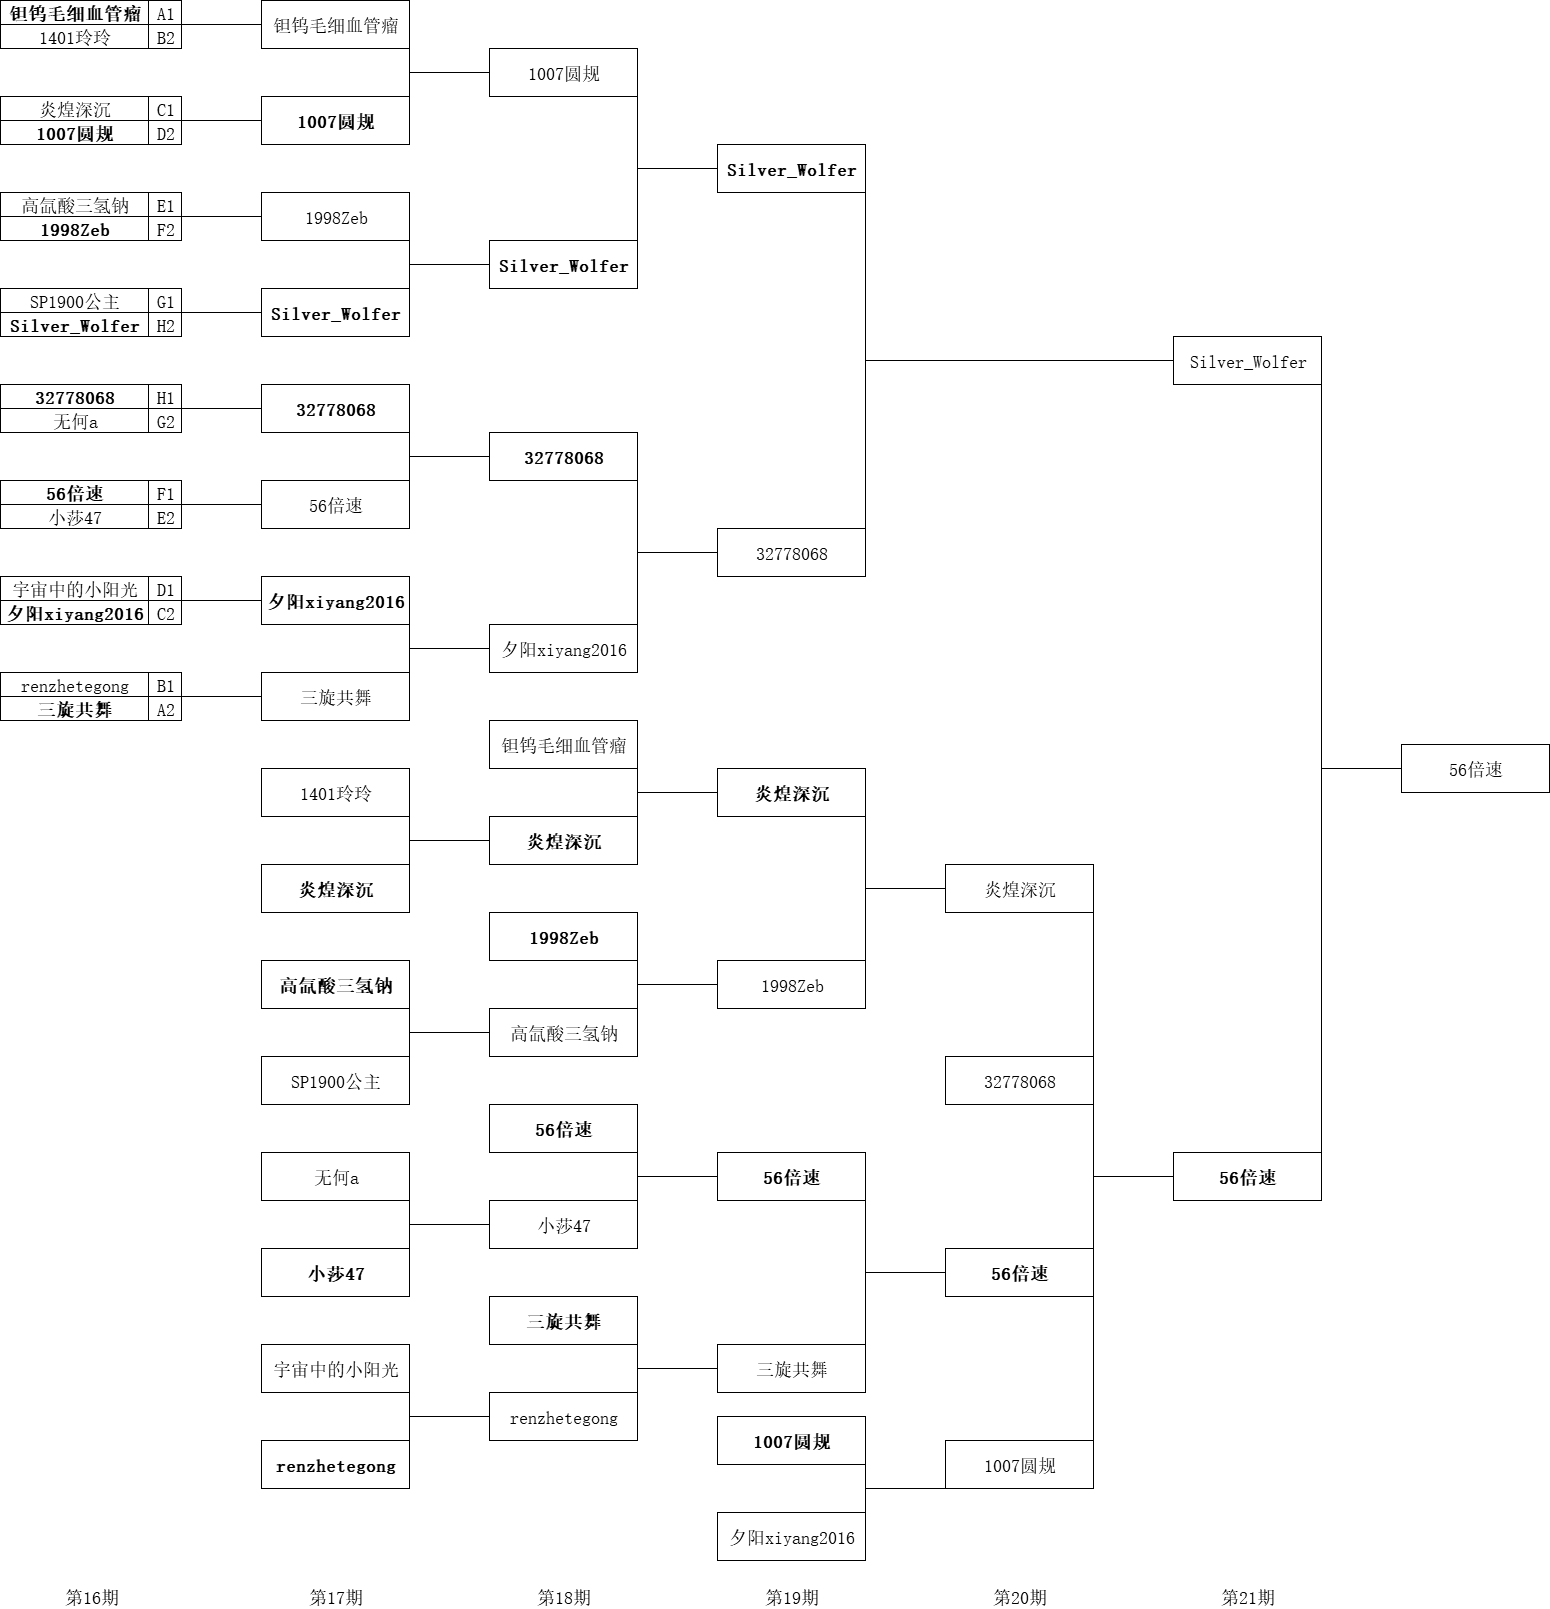 钽钨毛细血管瘤 A1
1401玲玲 B2
炎煌深沉 C1
1007圆规 D2
高氙酸三氢钠 E1
1998Zeb F2
SP1900公主 G1
Silver_Wolfer H2
32778068 H1
无何a G2
56倍速 F1
小莎47 E2
宇宙中的小阳光 D1
夕阳xiyang2016 C2
renzhetegong B1
三旋共舞 A2
钽钨毛细血管瘤
1007圆规
1998Zeb
Silver_Wolfer
32778068
56倍速
夕阳xiyang2016
三旋共舞
1401玲玲
炎煌深沉
高氙酸三氢钠
SP1900公主
无何a
小莎47
宇宙中的小阳光
renzhetegong
1007圆规
Silver_Wolfer
32778068
夕阳xiyang2016
钽钨毛细血管瘤
炎煌深沉
1998Zeb
高氙酸三氢钠
56倍速
小莎47
三旋共舞
renzhetegong
Silver_Wolfer
32778068
炎煌深沉
1998Zeb
56倍速
三旋共舞
1007圆规
夕阳xiyang2016
炎煌深沉
32778068
56倍速
1007圆规
Silver_Wolfer
56倍速
56倍速
第16期 第17期 第18期 第19期 第20期 第21期